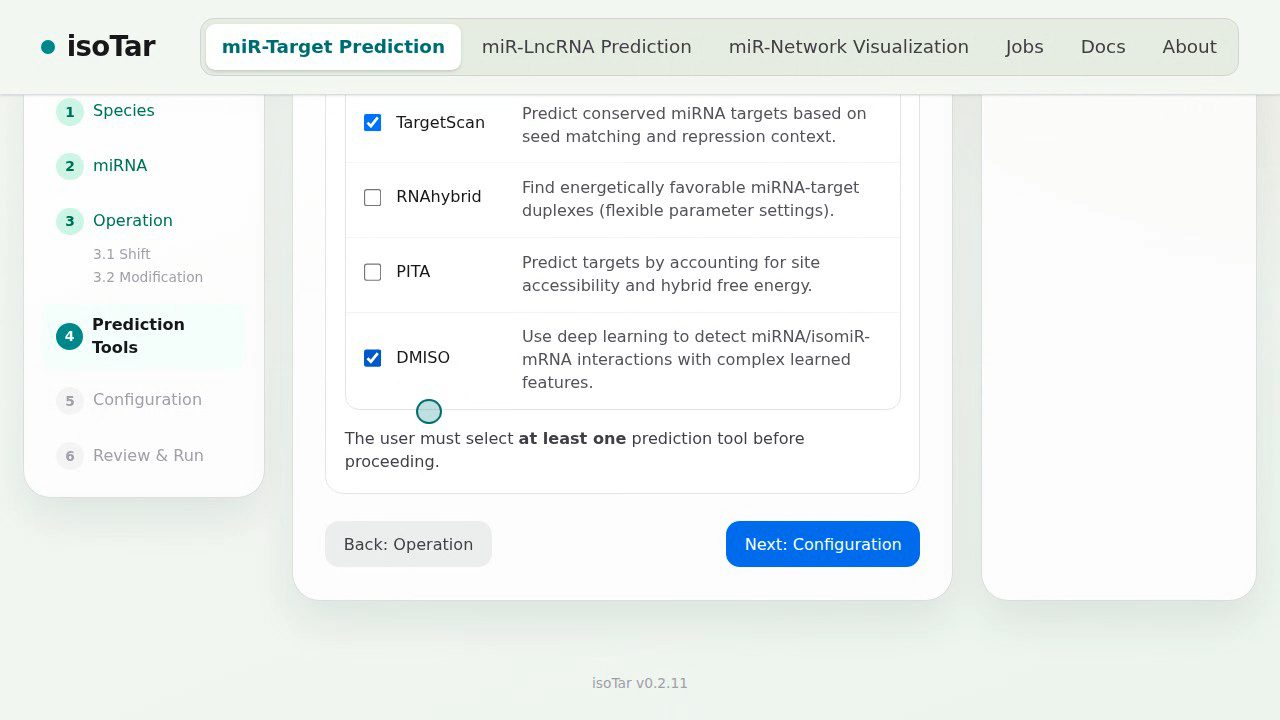 isoTar
miR-Target Prediction
miR-LncRNA Prediction
miR-Network Visualization
Jobs
Docs
About
1 Species
2 miRNA
3 Operation
3.1 Shift
3.2 Modification
4 Prediction
Tools
5 Configuration
6 Review & Run
TargetScan
Predict conserved miRNA targets based on
seed matching and repression context.
RNAhybrid
Find energetically favorable miRNA-target
duplexes (flexible parameter settings).
PITA
Predict targets by accounting for site
accessibility and hybrid free energy.
DMISO
Use deep learning to detect miRNA/isomiR-
mRNA interactions with complex learned
features.
The user must select at least one prediction tool before
proceeding.
Back: Operation
Next: Configuration
isoTar v0.2.11